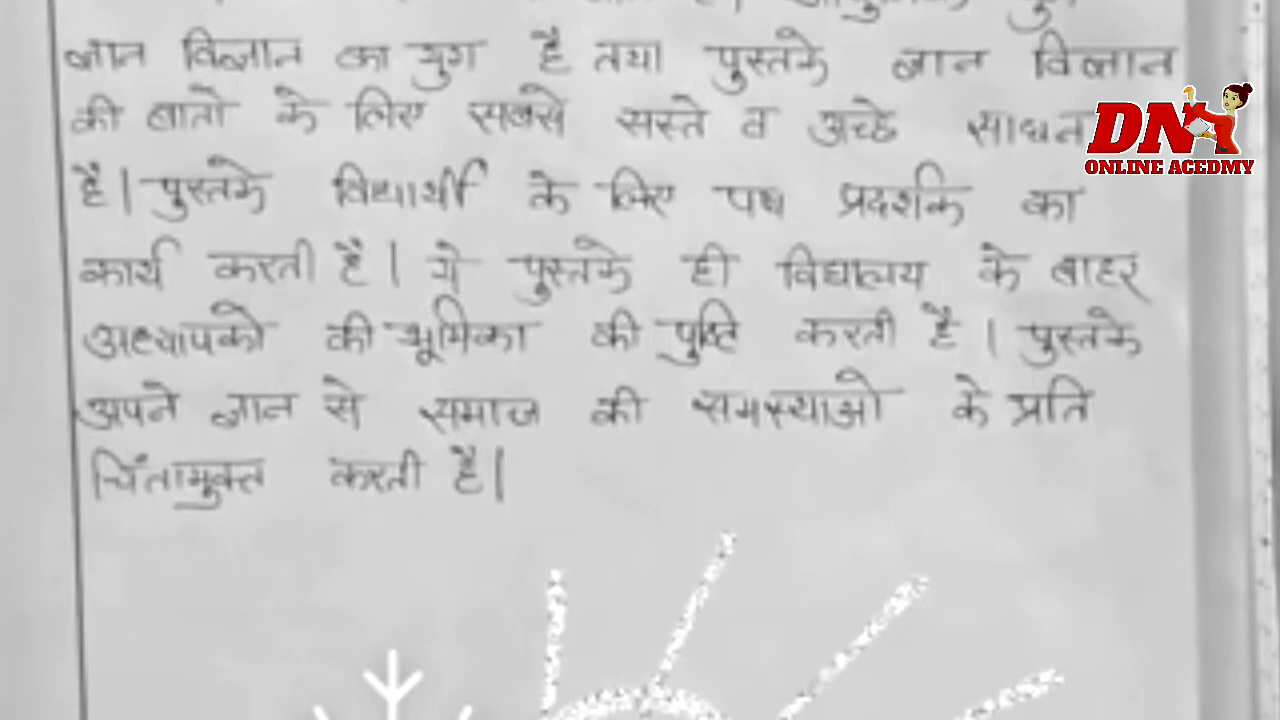 ज्ञान विज्ञान का युग है तथा पुस्तके ज्ञान विज्ञान
की बातो के लिए सबसे सस्ते व अच्छे साधन
है। पुस्तके विद्यार्थी के लिए पथ प्रदर्शक का
कार्य करती है। ये पुस्तके ही विद्यालय के बाहर
अध्यापको की भूमिका की पुष्टि करती है। पुस्तके
अपने ज्ञान से समाज की समस्याओ के प्रति
चिंतामुक्त करती है।
DN
ONLINE ACEDMY